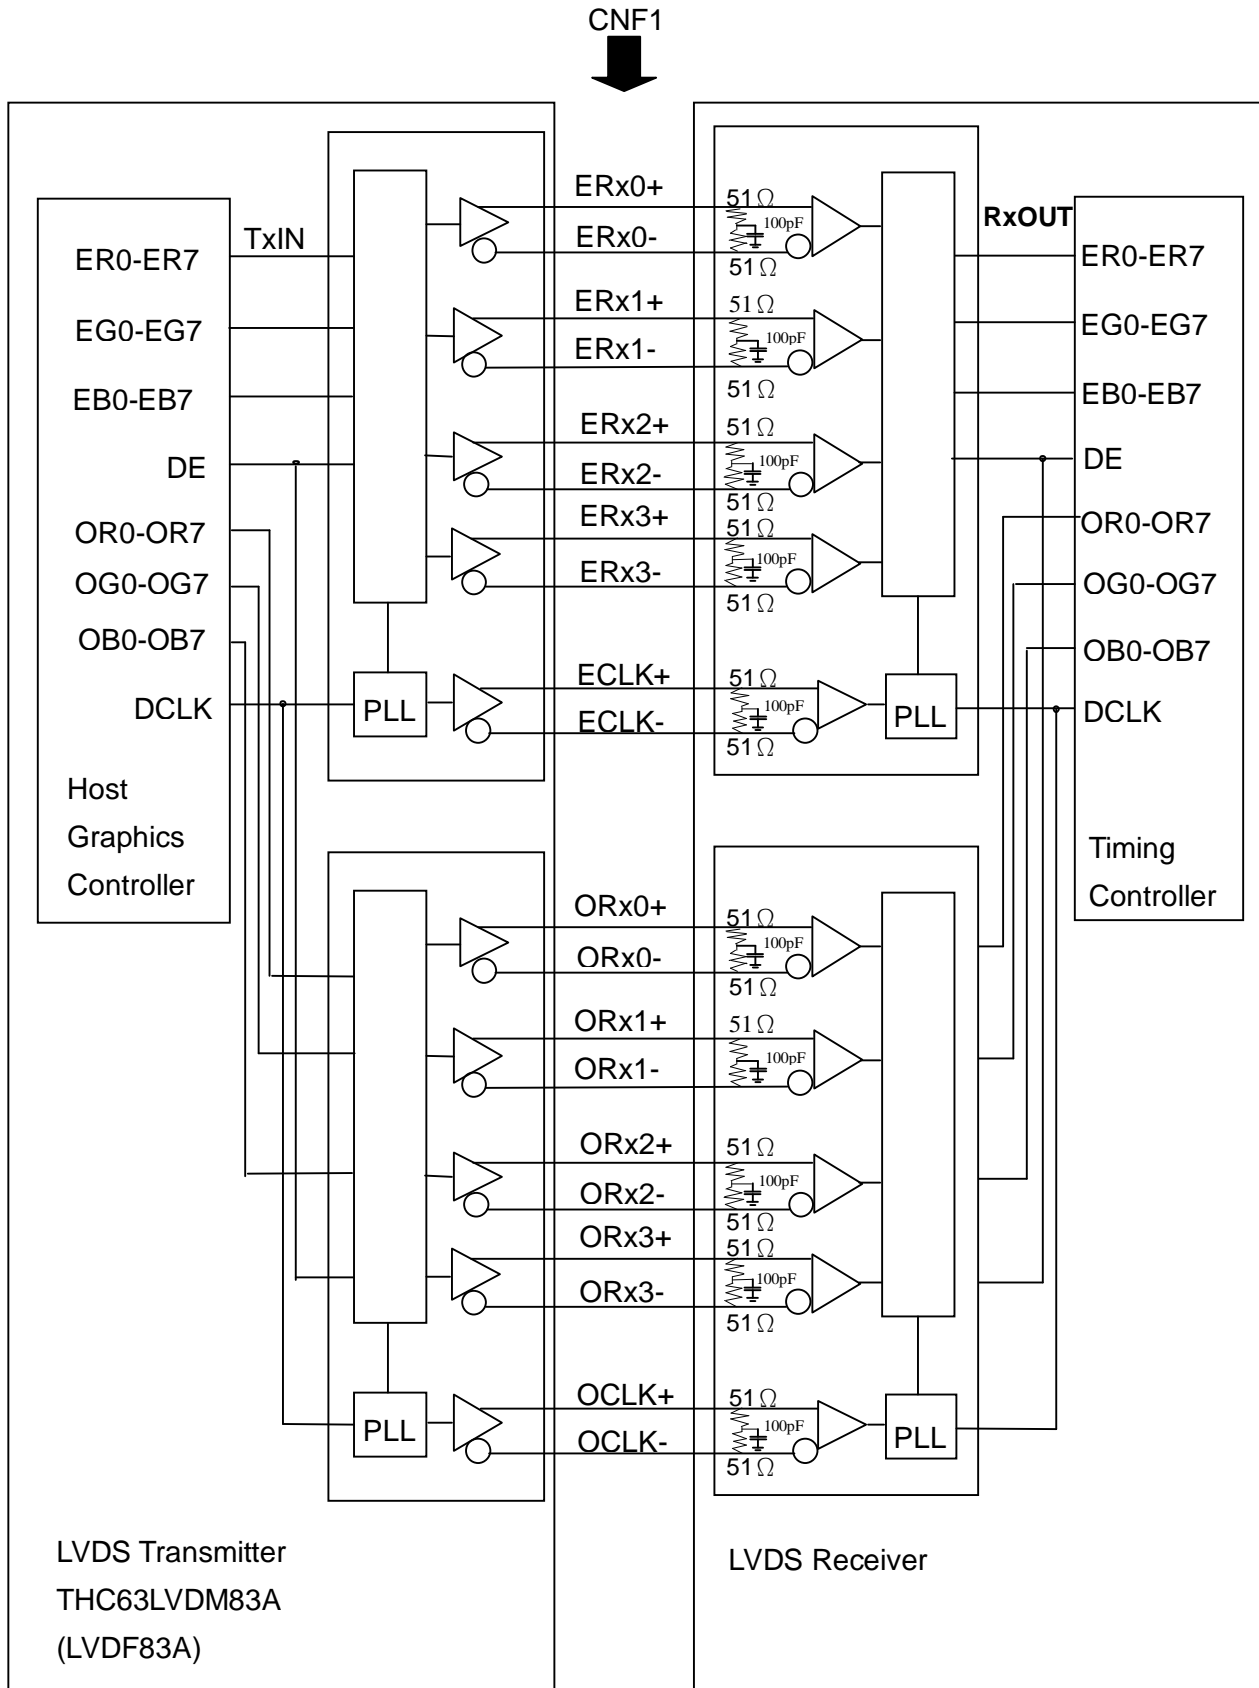 CNF1
TxIN
ER0-ER7
EG0-EG7
EB0-EB7
DE
OR0-OR7
OG0-OG7
OB0-OB7
DCLK
Host
Graphics
Controller
PLL
ERx0+
ERx0-
ERx1+
ERx1-
ERx2+
ERx2-
ERx3+
ERx3-
ECLK+
ECLK-
51Ω
100pF
51Ω
51Ω
100pF
51Ω
51Ω
100pF
51Ω
51Ω
100pF
51Ω
51Ω
100pF
51Ω
PLL
RxOUT
ER0-ER7
EG0-EG7
EB0-EB7
DE
OR0-OR7
OG0-OG7
OB0-OB7
DCLK
Timing
Controller
PLL
ORx0+
ORx0-
ORx1+
ORx1-
ORx2+
ORx2-
ORx3+
ORx3-
OCLK+
OCLK-
51Ω
100pF
51Ω
51Ω
100pF
51Ω
100pF
51Ω
51Ω
100pF
51Ω
51Ω
100pF
51Ω
PLL
LVDS Transmitter
THC63LVDM83A
(LVDF83A)
LVDS Receiver